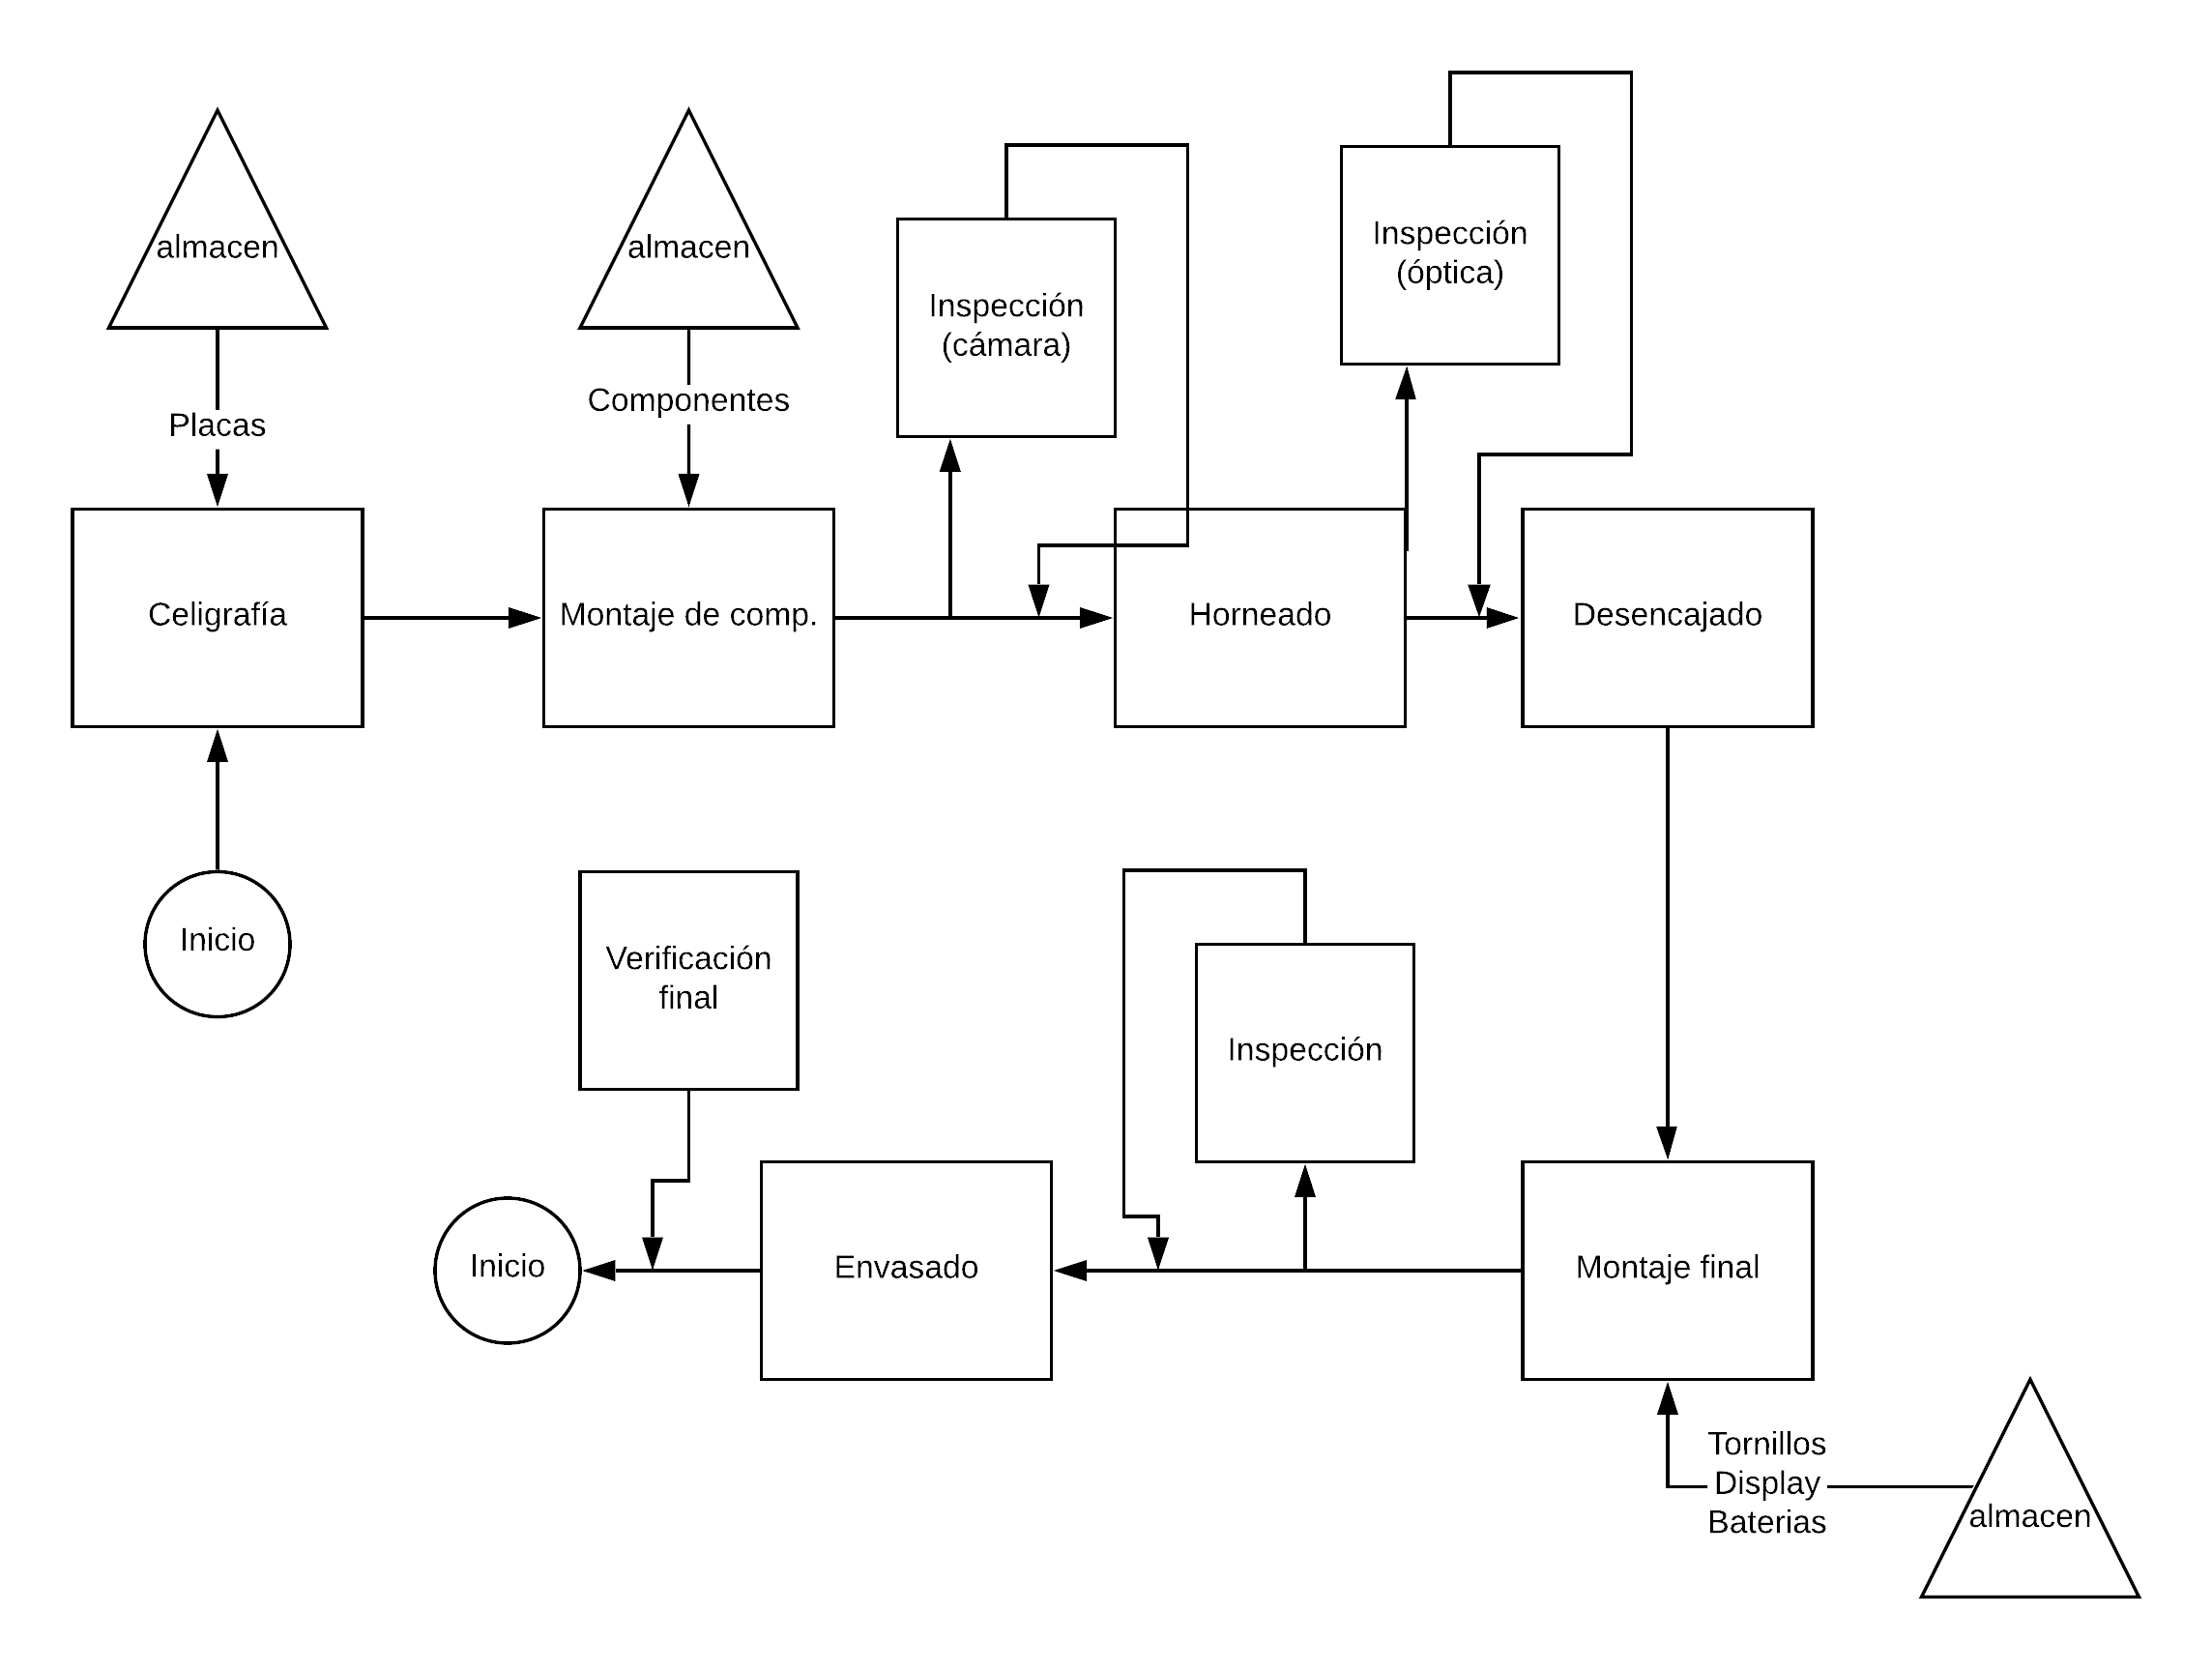 almacen
almacen
Inspección
(cámara)
Inspección
(óptica)
Placas
Componentes
Celigrafía
Montaje de comp.
Horneado
Desencajado
Inicio
Verificación
final
Inspección
Inicio
Envasado
Montaje final
Tornillos
Display
Baterias
almacen